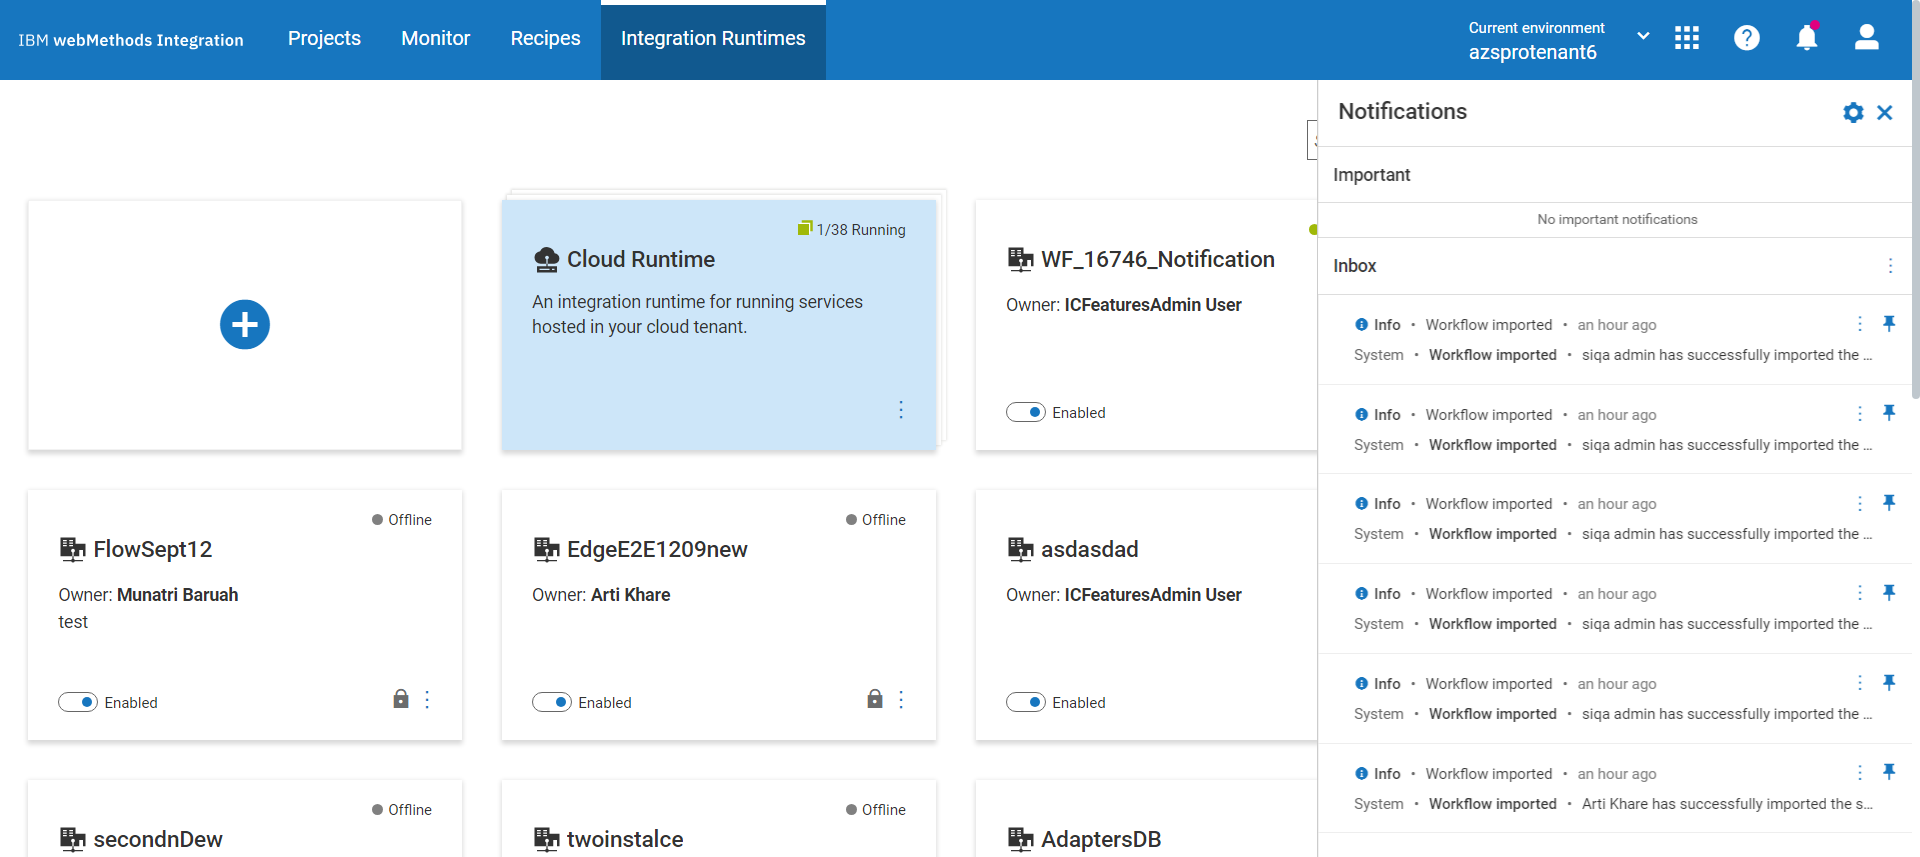 IBM webMethods Integration
Projects
Monitor
Recipes
Integration Runtimes
Current environment
azsprotenant6
Notifications
Important
No important notifications
Inbox
Info • Workflow imported • an hour ago
System • Workflow imported • siqa admin has successfully imported the ...
Info • Workflow imported • an hour ago
System • Workflow imported • siqa admin has successfully imported the ...
Info • Workflow imported • an hour ago
System • Workflow imported • siqa admin has successfully imported the ...
Info • Workflow imported • an hour ago
System • Workflow imported • siqa admin has successfully imported the ...
Info • Workflow imported • an hour ago
System • Workflow imported • siqa admin has successfully imported the ...
Info • Workflow imported • an hour ago
System • Workflow imported • Arti Khare has successfully imported the s...
1/38 Running
Cloud Runtime
An integration runtime for running services
hosted in your cloud tenant.
WF_16746_Notification
Owner: ICFeaturesAdmin User
Enabled
Offline
FlowSept12
Owner: Munatri Baruah
test
Enabled
Offline
EdgeE2E1209new
Owner: Arti Khare
Enabled
asdasdad
Owner: ICFeaturesAdmin User
Enabled
Offline
secondnDew
Offline
twoinstalce
AdaptersDB